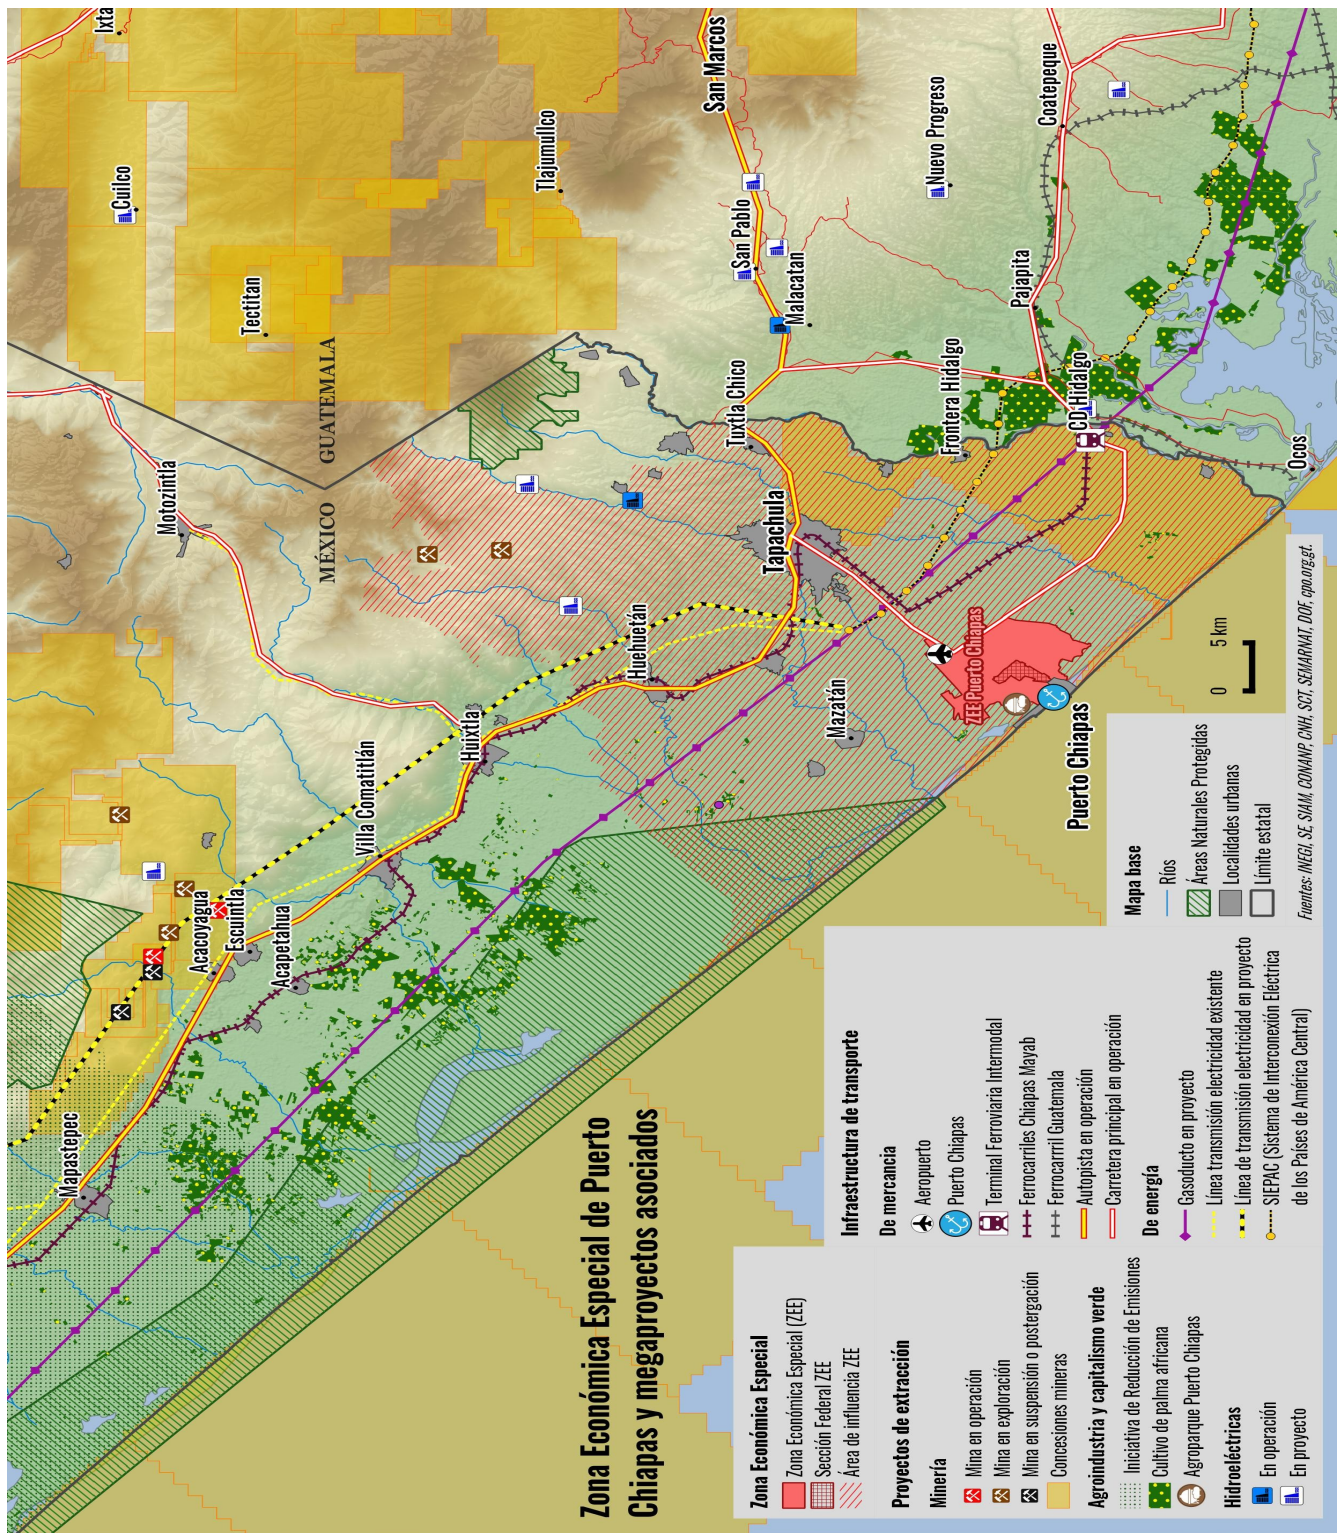 Ixta
Cuilco
Tectitan
Tlajumullco
San Marcos
San Pablo
Malacatan
Nuevo Progreso
Coatepeque
Pajapita
GUATEMALA
MÉXICO
Motozintla
Tuxtla Chico
Frontera Hidalgo
CD Hidalgo
Ocos
Tapachula
Huehuetán
Mazatán
Huixtla
Villa Comatitlán
Acacoyagua
Escuintla
Acapetahua
Mapastepec
ZEE Puerto Chiapas
Puerto Chiapas
0
5 km
Zona Económica Especial de Puerto
Chiapas y megaproyectos asociados
Zona Económica Especial
Zona Económica Especial (ZEE)
Sección Federal ZEE
Área de influencia ZEE
Proyectos de extracción
Minería
Mina en operación
Mina en exploración
Mina en suspensión o postergación
Concesiones mineras
Agroindustria y capitalismo verde
Iniciativa de Reducción de Emisiones
Cultivo de palma africana
Agroparque Puerto Chiapas
Hidroeléctricas
En operación
En proyecto
Infraestructura de transporte
De mercancia
Aeropuerto
Puerto Chiapas
Terminal Ferroviaria Intermodal
Ferrocarriles Chiapas Mayab
Ferrocarrril Guatemala
Autopista en operación
Carretera principal en operación
De energía
Gasoducto en proyecto
Línea transmisión electricidad existente
Línea de transmisión electricidad en proyecto
SIEPAC (Sistema de Interconexión Eléctrica
de los Países de América Central)
Mapa base
Ríos
Áreas Naturales Protegidas
Localidades urbanas
Límite estatal
Fuentes: INEGI, SE, SIAM, CONANP, CNH, SCT, SEMARNAT, DOF, cpo.org.gt.